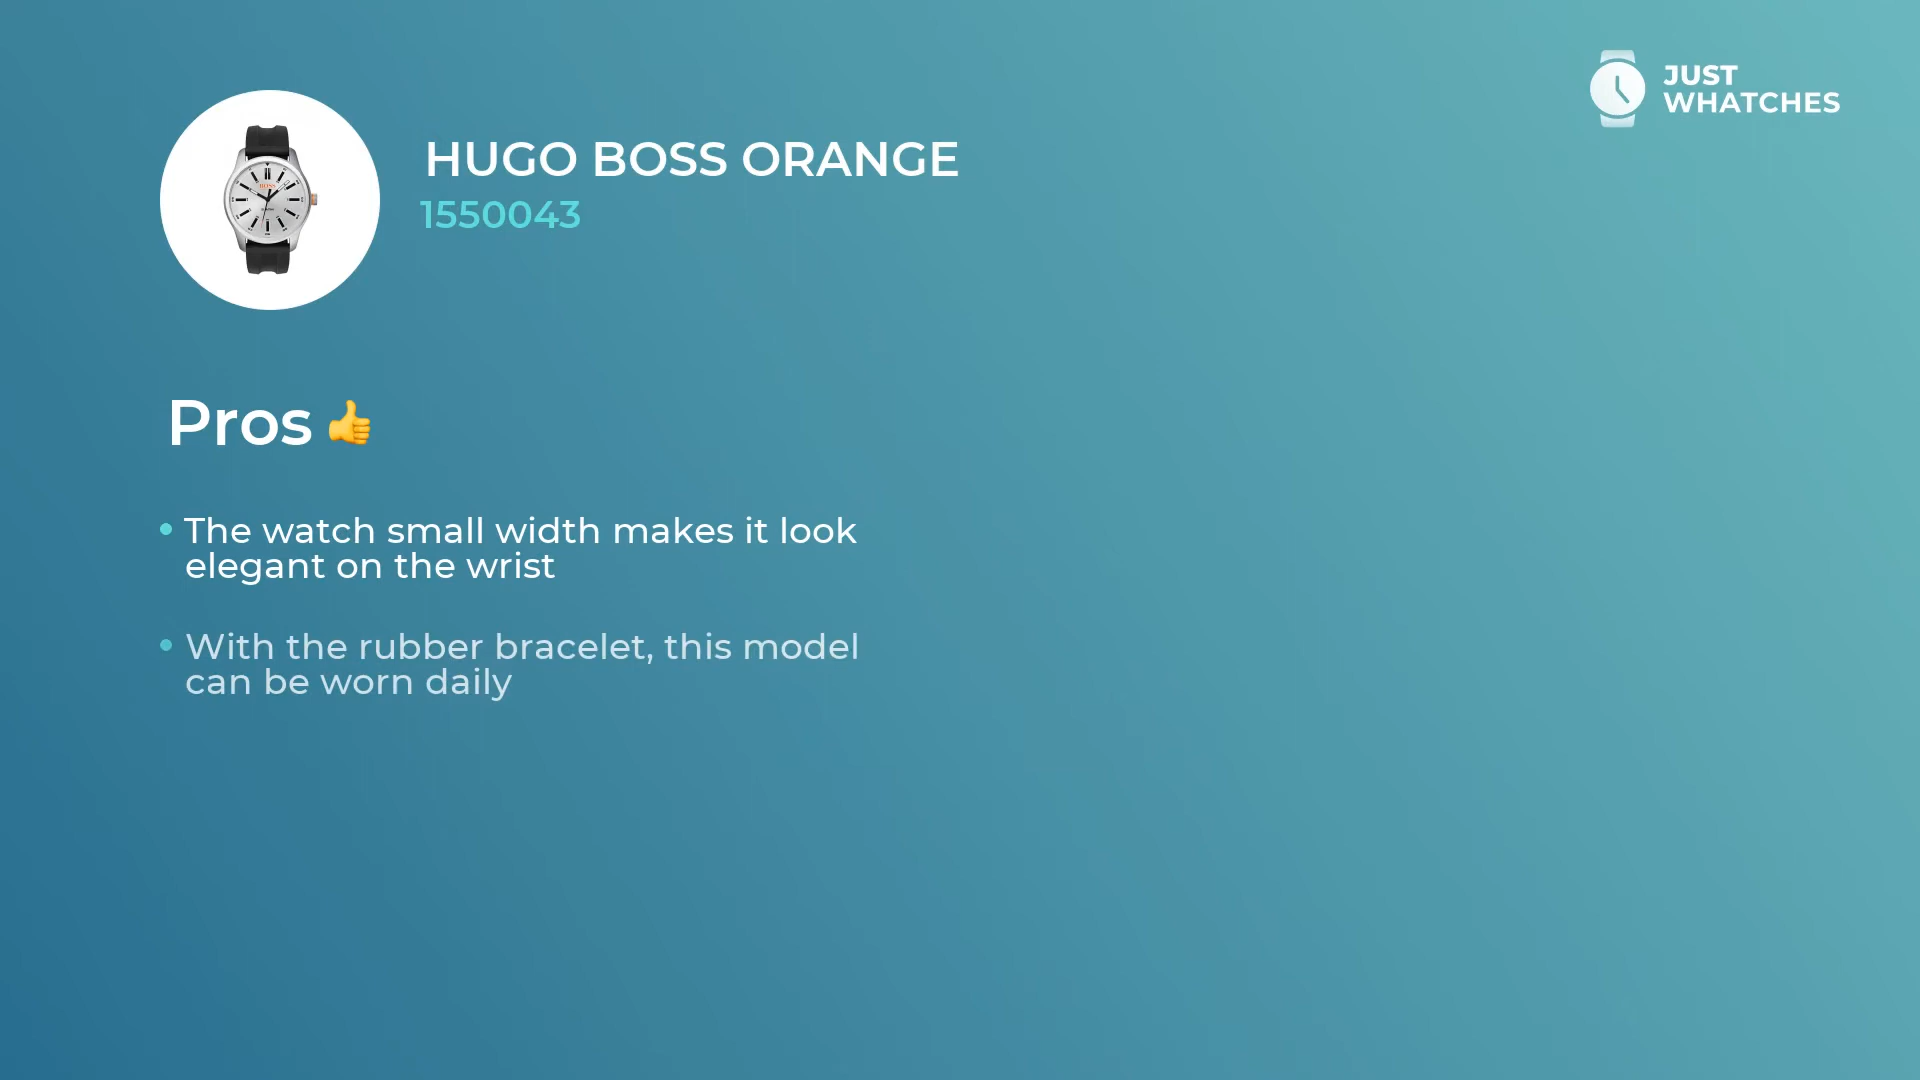 JUST
WHATCHES
HUGO BOSS ORANGE
1550043
BOSS
Pros
The watch small width makes it look
elegant on the wrist
With the rubber bracelet, this model
can be worn daily